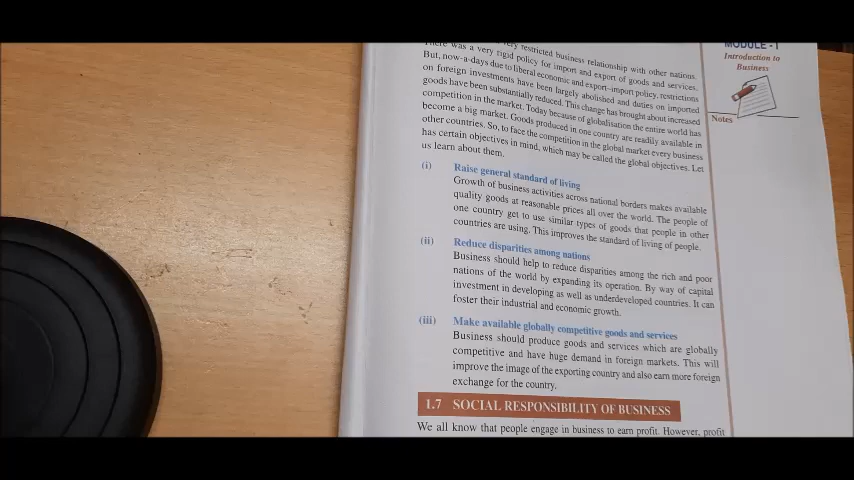 very restricted business relationship with other nations.
There was a very rigid policy for import and export of goods and services.
But, now-a-days due to liberal economic and export-import policy, restrictions
on foreign investments have been largely abolished and duties on imported
goods have been substantially reduced. This change has brought about increased
competition in the market. Today because of globalisation the entire world has
become a big market. Goods produced in one country are readily available in
other countries. So, to face the competition in the global market every business
has certain objectives in mind, which may be called the global objectives. Let
us learn about them.
(i) Raise general standard of living
Growth of business activities across national borders makes available
quality goods at reasonable prices all over the world. The people of
one country get to use similar types of goods that people in other
countries are using. This improves the standard of living of people.
(ii) Reduce disparities among nations
Business should help to reduce disparities among the rich and poor
nations of the world by expanding its operation. By way of capital
investment in developing as well as underdeveloped countries. It can
foster their industrial and economic growth.
(iii) Make available globally competitive goods and services
Business should produce goods and services which are globally
competitive and have huge demand in foreign markets. This will
improve the image of the exporting country and also earn more foreign
exchange for the country.
1.7 SOCIAL RESPONSIBILITY OF BUSINESS
We all know that people engage in business to earn profit. However, profit
MODULE - 1
Introduction to
Business
Notes